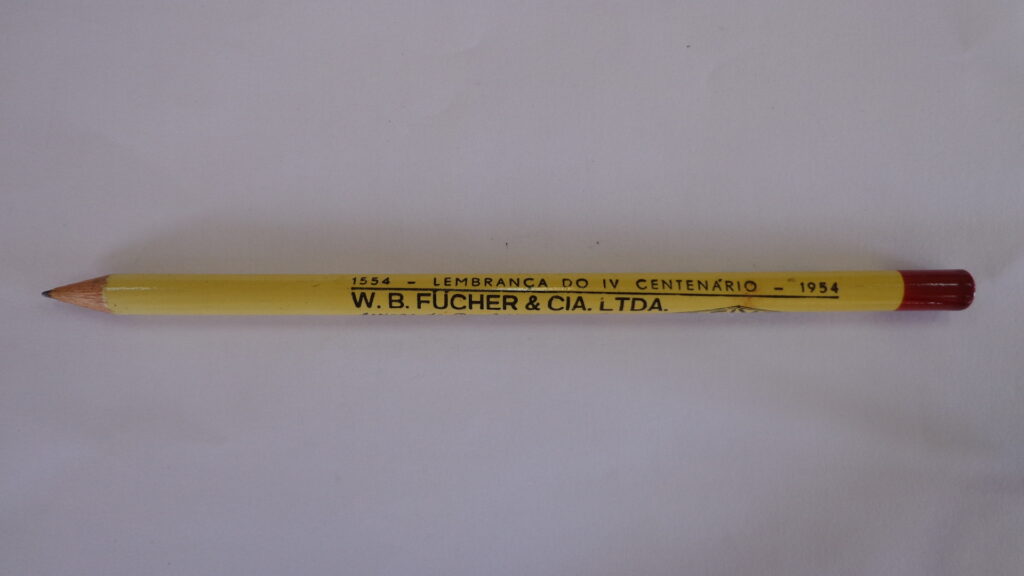 1554 - LEMBRANÇA DO IV CENTENÁRIO - 1954
W. B. FÜCHER & CIA. LTDA.